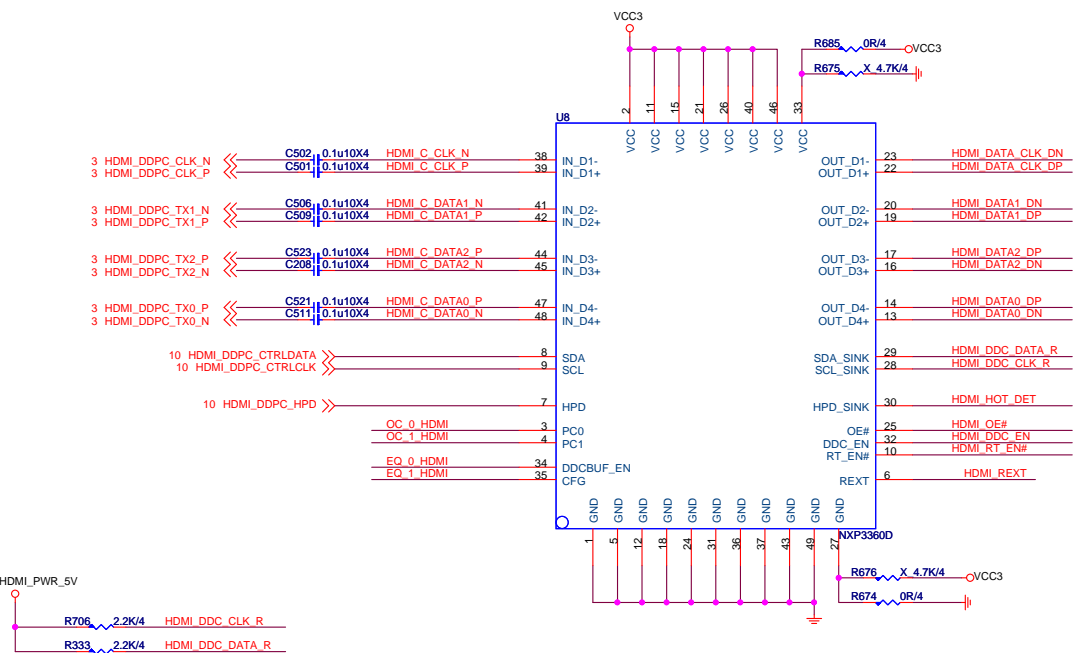 VCC3
R685 0R/4 VCC3
R675 X_4.7K/4
2 11 15 21 26 40 46 33
U8
VCC VCC VCC VCC VCC VCC VCC VCC
3 HDMI_DDPC_CLK_N C502 0.1u10X4 HDMI_C_CLK_N 38 IN_D1- OUT_D1- 23 HDMI_DATA_CLK_DN
3 HDMI_DDPC_CLK_P C501 0.1u10X4 HDMI_C_CLK_P 39 IN_D1+ OUT_D1+ 22 HDMI_DATA_CLK_DP
3 HDMI_DDPC_TX1_N C506 0.1u10X4 HDMI_C_DATA1_N 41 IN_D2- OUT_D2- 20 HDMI_DATA1_DN
3 HDMI_DDPC_TX1_P C509 0.1u10X4 HDMI_C_DATA1_P 42 IN_D2+ OUT_D2+ 19 HDMI_DATA1_DP
3 HDMI_DDPC_TX2_P C523 0.1u10X4 HDMI_C_DATA2_P 44 IN_D3- OUT_D3- 17 HDMI_DATA2_DP
3 HDMI_DDPC_TX2_N C208 0.1u10X4 HDMI_C_DATA2_N 45 IN_D3+ OUT_D3+ 16 HDMI_DATA2_DN
3 HDMI_DDPC_TX0_P C521 0.1u10X4 HDMI_C_DATA0_P 47 IN_D4- OUT_D4- 14 HDMI_DATA0_DP
3 HDMI_DDPC_TX0_N C511 0.1u10X4 HDMI_C_DATA0_N 48 IN_D4+ OUT_D4+ 13 HDMI_DATA0_DN
10 HDMI_DDPC_CTRLDATA 8 SDA SDA_SINK 29 HDMI_DDC_DATA_R
10 HDMI_DDPC_CTRLCLK 9 SCL SCL_SINK 28 HDMI_DDC_CLK_R
10 HDMI_DDPC_HPD 7 HPD HPD_SINK 30 HDMI_HOT_DET
OC_0_HDMI 3 PC0 OE# 25 HDMI_OE#
OC_1_HDMI 4 PC1 DDC_EN 32 HDMI_DDC_EN
RT_EN# 10 HDMI_RT_EN#
EQ_0_HDMI 34 DDCBUF_EN
EQ_1_HDMI 35 CFG REXT 6 HDMI_REXT
GND GND GND GND GND GND GND GND GND GND GND
NXP3360D
1 5 12 18 24 31 36 37 43 49 27
R676 X_4.7K/4 VCC3
R674 0R/4
HDMI_PWR_5V
R706 2.2K/4 HDMI_DDC_CLK_R
R333 2.2K/4 HDMI_DDC_DATA_R